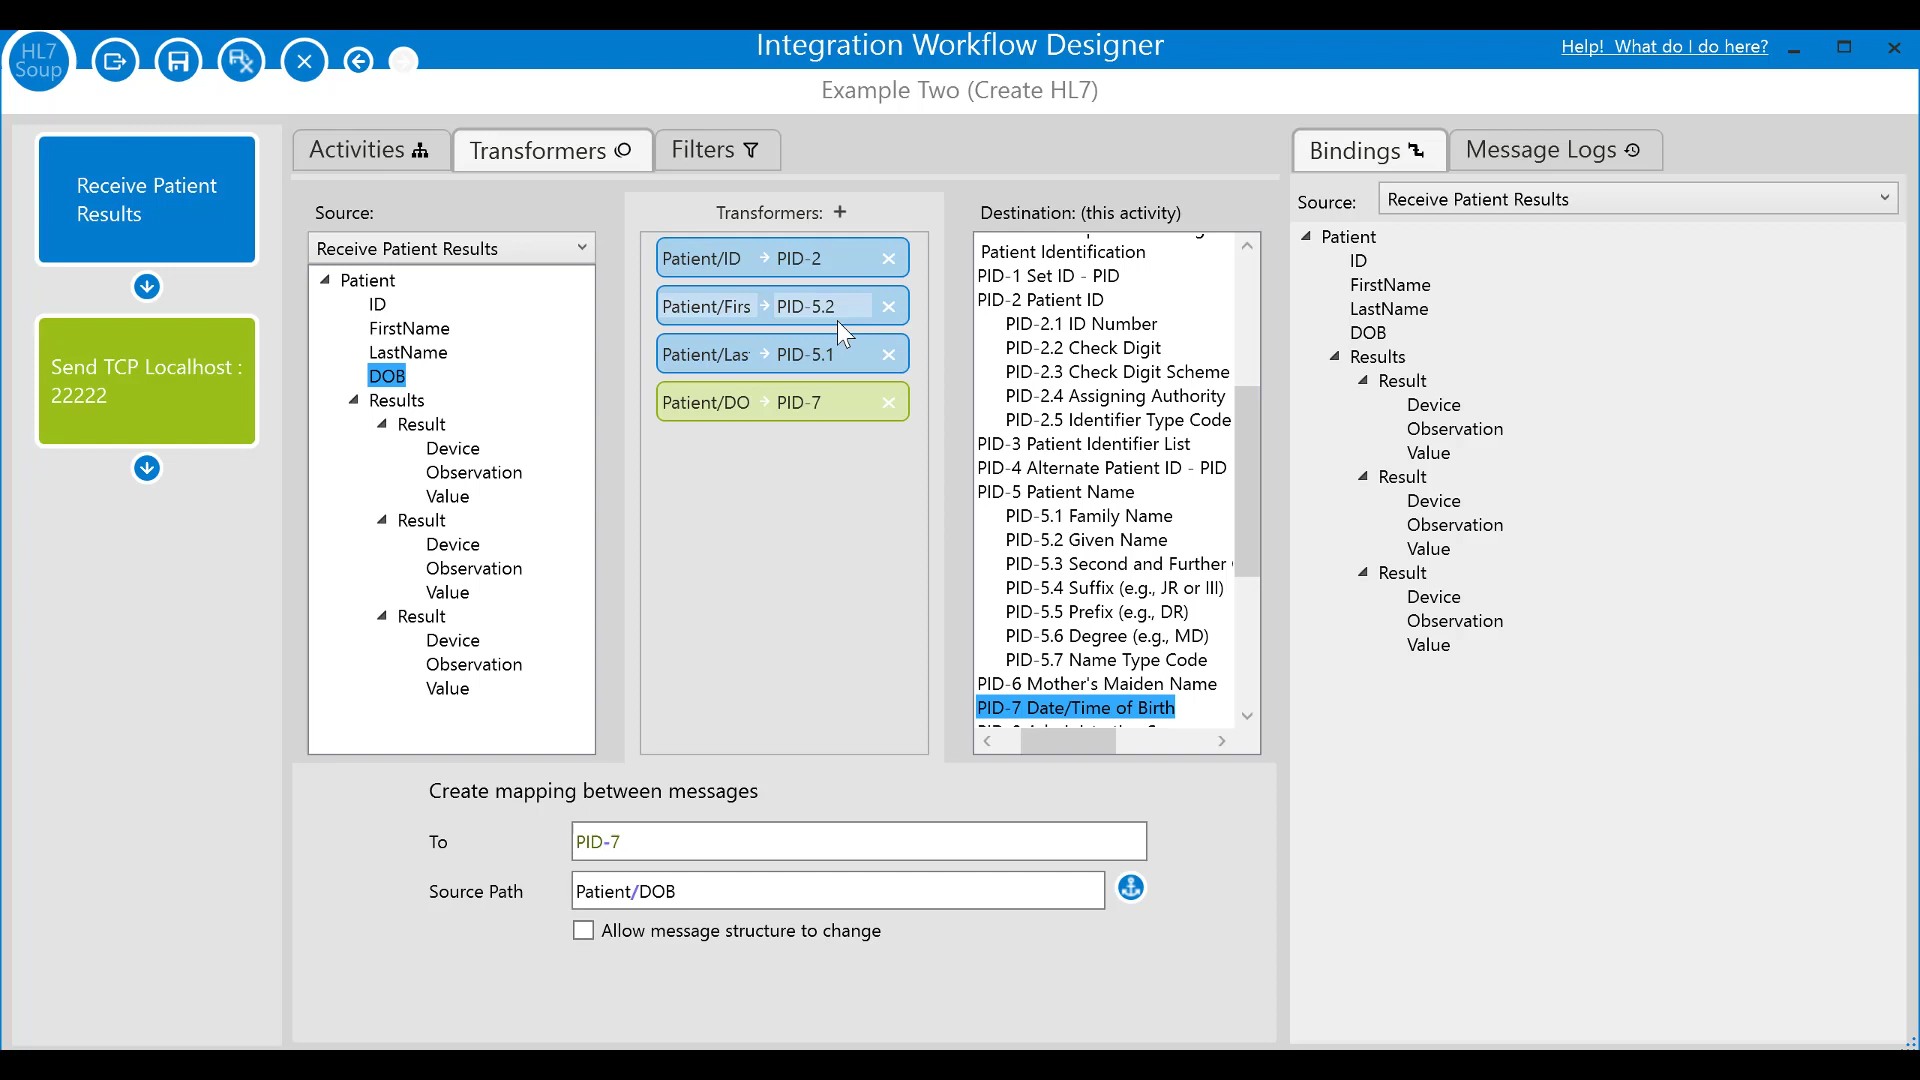 HL7
Soup
Integration Workflow Designer
Help! What do I do here?
Example Two (Create HL7)
Receive Patient
Results
Send TCP Localhost :
22222
Activities
Transformers
Filters
Source:
Receive Patient Results
Patient
ID
FirstName
LastName
DOB
Results
Result
Device
Observation
Value
Result
Device
Observation
Value
Result
Device
Observation
Value
Transformers: +
Patient/ID PID-2
Patient/Firs PID-5.2
Patient/Las PID-5.1
Patient/DO PID-7
Destination: (this activity)
Patient Identification
PID-1 Set ID - PID
PID-2 Patient ID
PID-2.1 ID Number
PID-2.2 Check Digit
PID-2.3 Check Digit Scheme
PID-2.4 Assigning Authority
PID-2.5 Identifier Type Code
PID-3 Patient Identifier List
PID-4 Alternate Patient ID - PID
PID-5 Patient Name
PID-5.1 Family Name
PID-5.2 Given Name
PID-5.3 Second and Further
PID-5.4 Suffix (e.g., JR or III)
PID-5.5 Prefix (e.g., DR)
PID-5.6 Degree (e.g., MD)
PID-5.7 Name Type Code
PID-6 Mother's Maiden Name
PID-7 Date/Time of Birth
Create mapping between messages
To PID-7
Source Path Patient/DOB
Allow message structure to change
Bindings
Message Logs
Source: Receive Patient Results
Patient
ID
FirstName
LastName
DOB
Results
Result
Device
Observation
Value
Result
Device
Observation
Value
Result
Device
Observation
Value